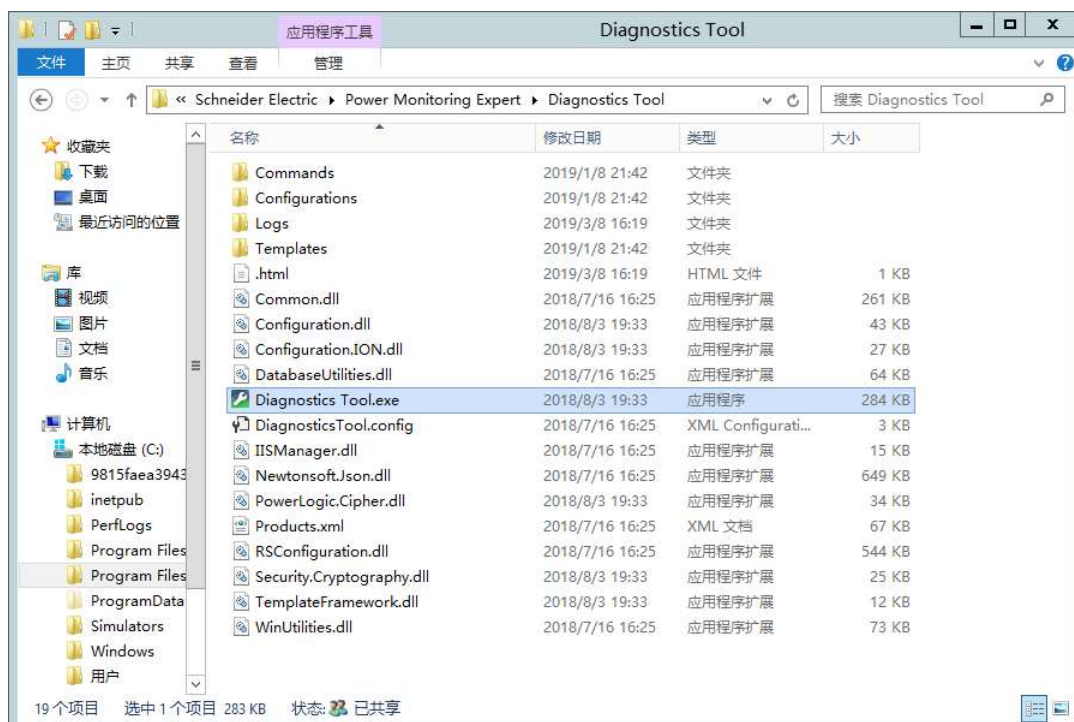 应用程序工具
Diagnostics Tool
文件 主页 共享 查看 管理
« Schneider Electric Power Monitoring Expert Diagnostics Tool 搜索 Diagnostics Tool
收藏夹
下载
桌面
最近访问的位置
库
视频
图片
文档
音乐
计算机
本地磁盘 (C:)
9815faea3943
inetpub
PerfLogs
Program Files
Program Files
ProgramData
Simulators
Windows
用户
名称 修改日期 类型 大小
Commands 2019/1/8 21:42 文件夹
Configurations 2019/1/8 21:42 文件夹
Logs 2019/3/8 16:19 文件夹
Templates 2019/1/8 21:42 文件夹
.html 2019/3/8 16:19 HTML 文件 1 KB
Common.dll 2018/7/16 16:25 应用程序扩展 261 KB
Configuration.dll 2018/8/3 19:33 应用程序扩展 43 KB
Configuration.ION.dll 2018/8/3 19:33 应用程序扩展 27 KB
DatabaseUtilities.dll 2018/7/16 16:25 应用程序扩展 64 KB
Diagnostics Tool.exe 2018/8/3 19:33 应用程序 284 KB
DiagnosticsTool.config 2018/7/16 16:25 XML Configurati... 3 KB
IISManager.dll 2018/7/16 16:25 应用程序扩展 15 KB
Newtonsoft.Json.dll 2018/7/16 16:25 应用程序扩展 649 KB
PowerLogic.Cipher.dll 2018/8/3 19:33 应用程序扩展 34 KB
Products.xml 2018/7/16 16:25 XML 文档 67 KB
RSConfiguration.dll 2018/7/16 16:25 应用程序扩展 544 KB
Security.Cryptography.dll 2018/8/3 19:33 应用程序扩展 25 KB
TemplateFramework.dll 2018/8/3 19:33 应用程序扩展 12 KB
WinUtilities.dll 2018/7/16 16:25 应用程序扩展 73 KB
19 个项目 选中 1 个项目 283 KB 状态: 已共享